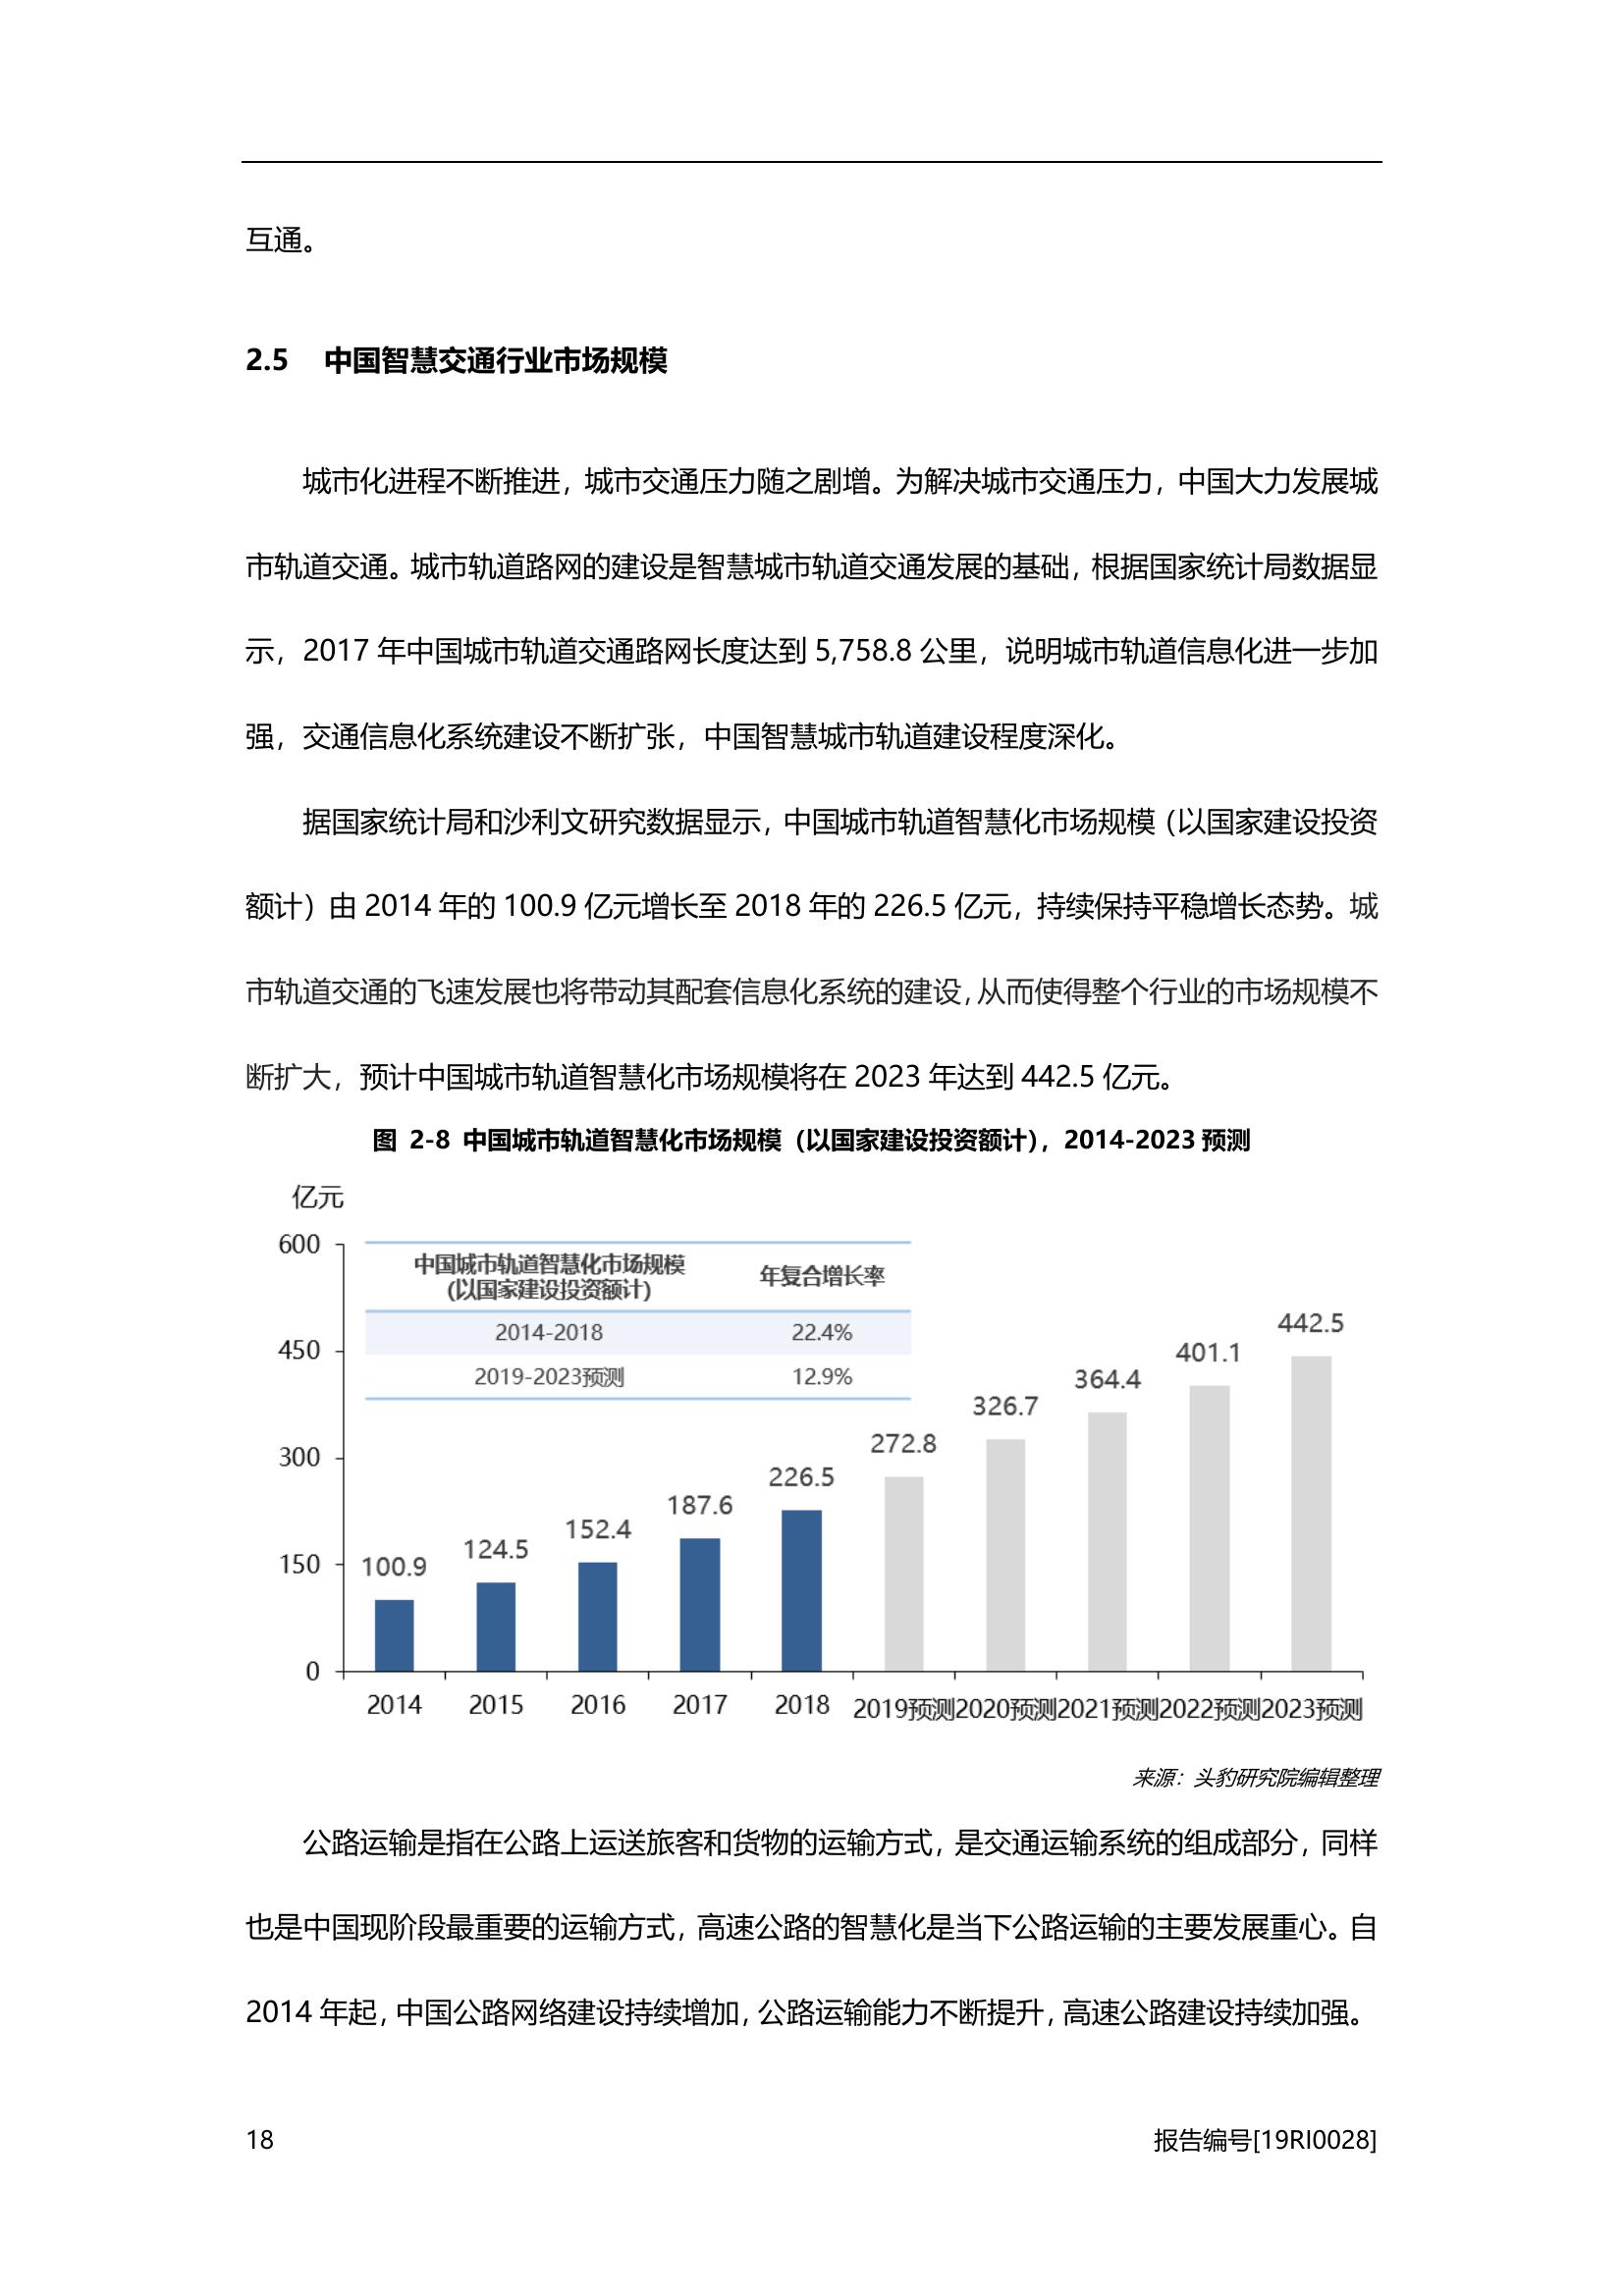 互通。
2.5 中国智慧交通行业市场规模
城市化进程不断推进，城市交通压力随之剧增。为解决城市交通压力，中国大力发展城
市轨道交通。城市轨道路网的建设是智慧城市轨道交通发展的基础，根据国家统计局数据显
示，2017 年中国城市轨道交通路网长度达到 5,758.8 公里，说明城市轨道信息化进一步加
强，交通信息化系统建设不断扩张，中国智慧城市轨道建设程度深化。
据国家统计局和沙利文研究数据显示，中国城市轨道智慧化市场规模（以国家建设投资
额计）由 2014 年的 100.9 亿元增长至 2018 年的 226.5 亿元，持续保持平稳增长态势。城
市轨道交通的飞速发展也将带动其配套信息化系统的建设，从而使得整个行业的市场规模不
断扩大，预计中国城市轨道智慧化市场规模将在 2023 年达到 442.5 亿元。
图 2-8 中国城市轨道智慧化市场规模（以国家建设投资额计），2014-2023 预测
亿元
600
450
300
150
0
中国城市轨道智慧化市场规模
(以国家建设投资额计)
年复合增长率
2014-2018 22.4%
2019-2023预测 12.9%
100.9
124.5
152.4
187.6
226.5
272.8
326.7
364.4
401.1
442.5
2014 2015 2016 2017 2018 2019预测 2020预测 2021预测 2022预测 2023预测
来源：头豹研究院编辑整理
公路运输是指在公路上运送旅客和货物的运输方式，是交通运输系统的组成部分，同样
也是中国现阶段最重要的运输方式，高速公路的智慧化是当下公路运输的主要发展重心。自
2014 年起，中国公路网络建设持续增加，公路运输能力不断提升，高速公路建设持续加强。
18 报告编号[19RI0028]